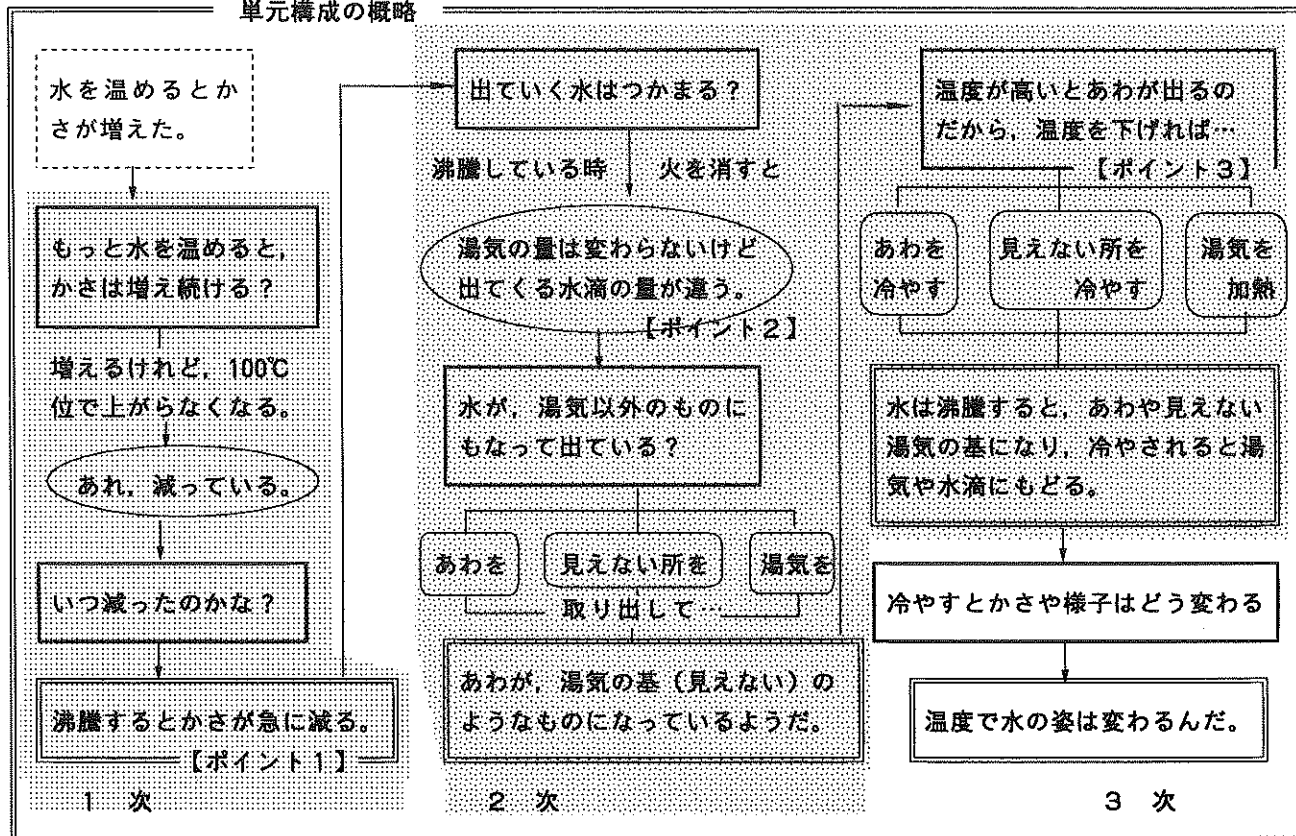 単元構成の概略
水を温めるとか
さが増えた。
もっと水を温めると,
かさは増え続ける？
増えるけれど，100℃
位で上がらなくなる。
あれ，減っている。
いつ減ったのかな？
沸騰するとかさが急に減る。
【ポイント１】
１ 次
出ていく水はつかまる？
沸騰している時 火を消すと
湯気の量は変わらないけど
出てくる水滴の量が違う。
【ポイント２】
水が，湯気以外のものに
もなって出ている？
あわを 見えない所を 湯気を
取り出して…
あわが，湯気の基（見えない）の
ようなものになっているようだ。
２ 次
温度が高いとあわが出るの
だから，温度を下げれば…
【ポイント３】
あわを 見えない所を 湯気を
冷やす 冷やす 加熱
水は沸騰すると，あわや見えない
湯気の基になり，冷やされると湯
気や水滴にもどる。
冷やすとかさや様子はどう変わる
温度で水の姿は変わるんだ。
３ 次